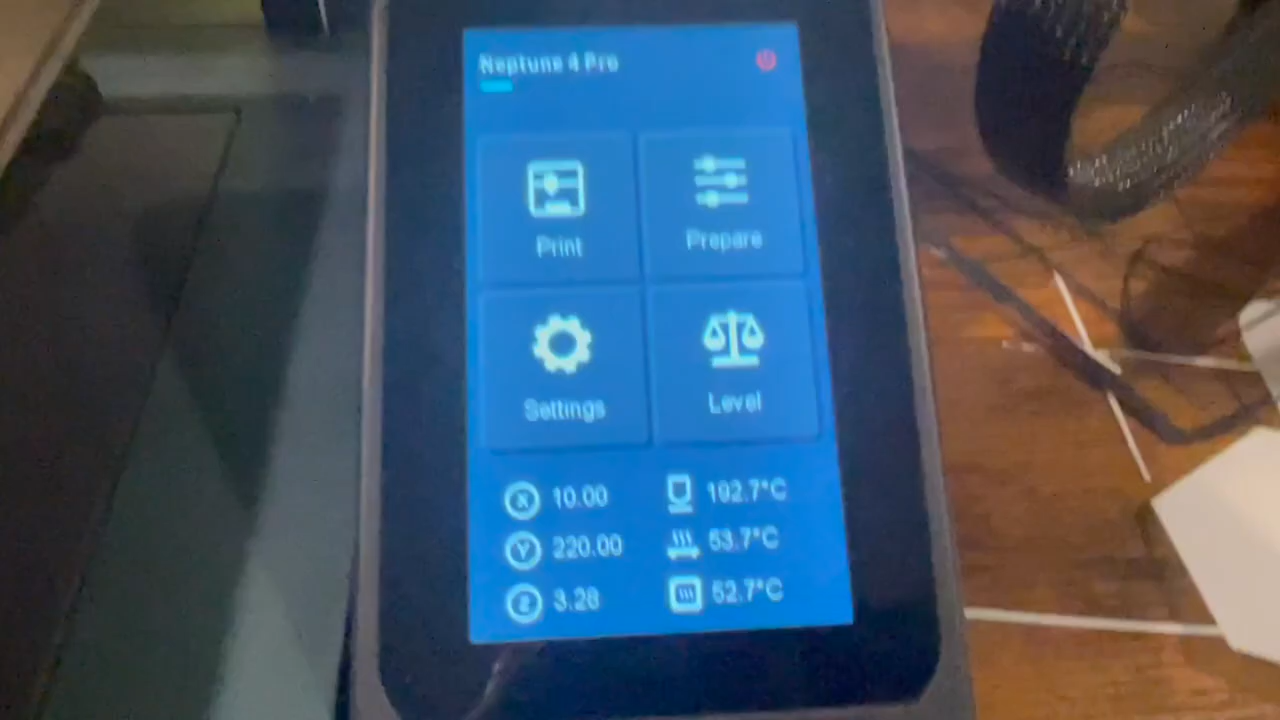 Neptune 4 Pro
Print
Prepare
Settings
Level
X 10.00
192.7°C
Y 220.00
53.7°C
Z 3.28
52.7°C